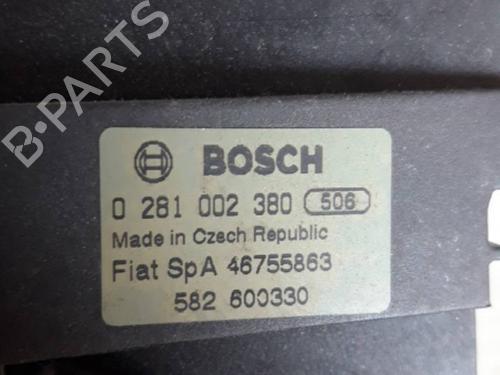 B-PARTS
BOSCH
0 281 002 380 506
Made in Czech Republic
Fiat SpA 46755863
582 600330